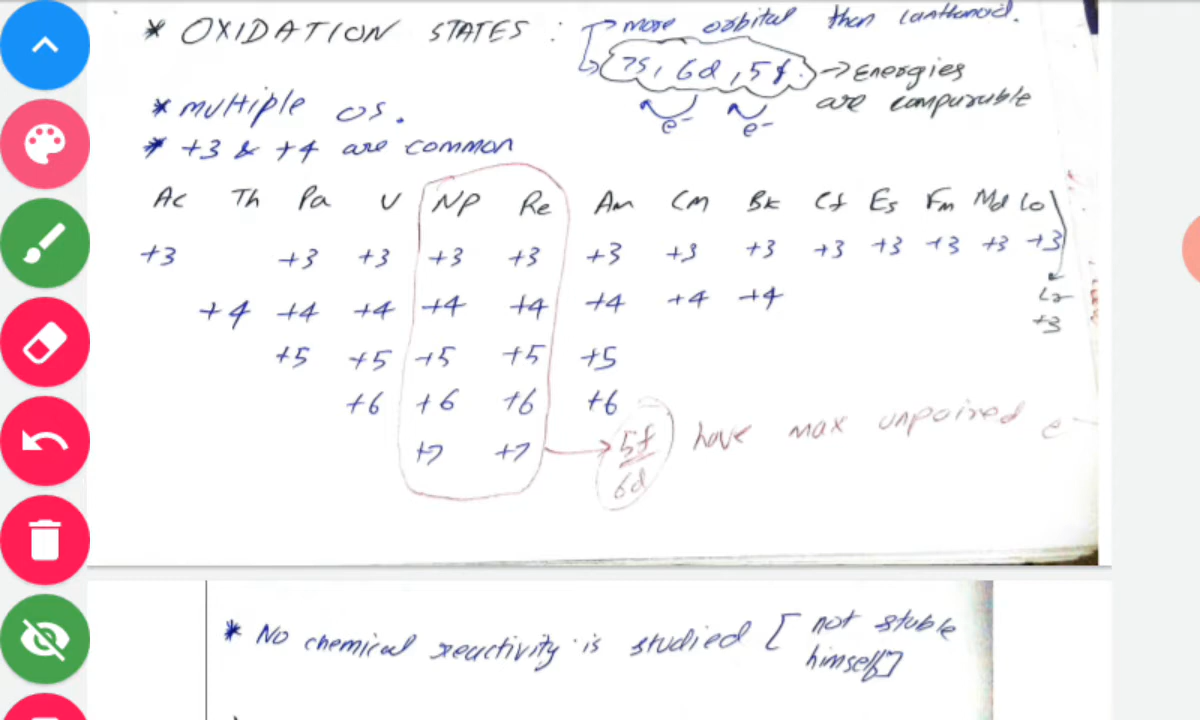 * OXIDATION STATES : more orbital then lanthanoid.
7s, 6d, 5f. → Energies
are comparable
e- e-
* multiple os.
* +3 & +4 are common
Ac Th Pa U NP Re Am Cm Bk Cf Es Fm Md Lo
+3 +3 +3 +3 +3 +3 +3 +3 +3 +3 +3 +3 +3
+4 +4 +4 +4 +4 +4 +4 +4
Lr
+3
+5 +5 +5 +5 +5
+6 +6 +6 +6
+7 +7 → 5f have max unpaired e-
6d
* No chemical reactivity is studied [ not stable
himself]